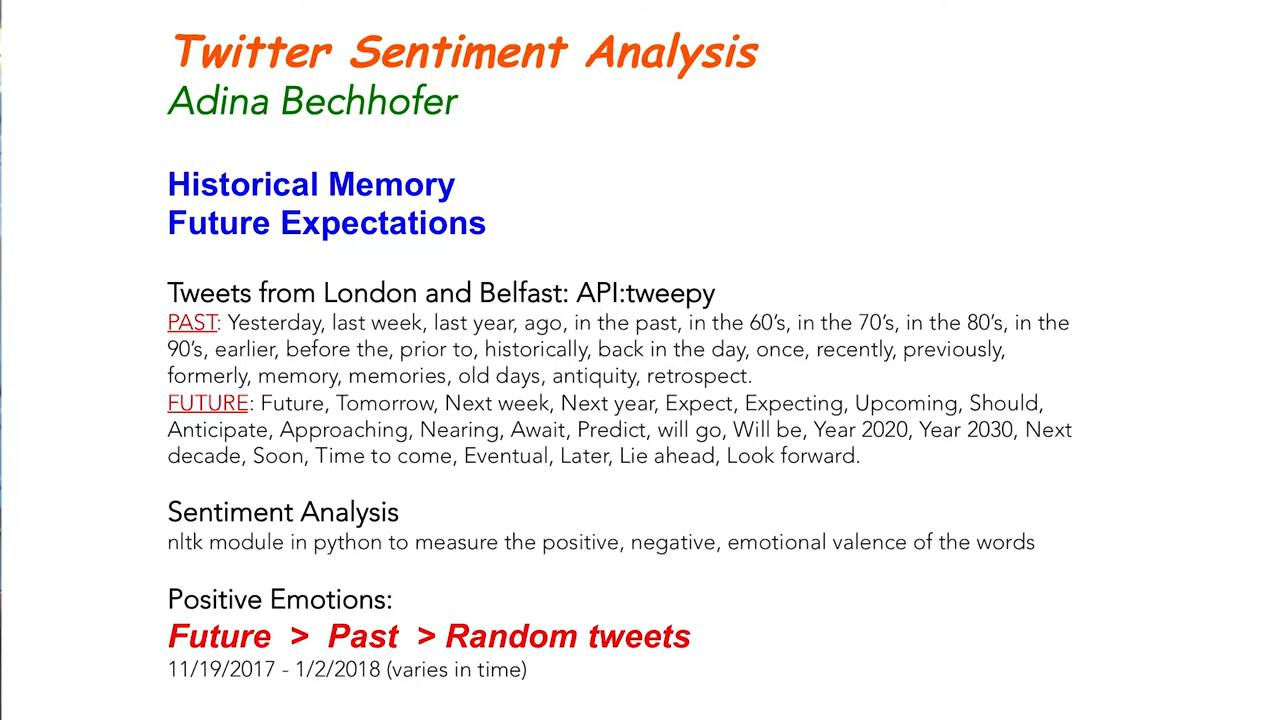 Twitter Sentiment Analysis
Adina Bechhofer
Historical Memory
Future Expectations
Tweets from London and Belfast: API:tweepy
PAST: Yesterday, last week, last year, ago, in the past, in the 60’s, in the 70’s, in the 80’s, in the
90’s, earlier, before the, prior to, historically, back in the day, once, recently, previously,
formerly, memory, memories, old days, antiquity, retrospect.
FUTURE: Future, Tomorrow, Next week, Next year, Expect, Expecting, Upcoming, Should,
Anticipate, Approaching, Nearing, Await, Predict, will go, Will be, Year 2020, Year 2030, Next
decade, Soon, Time to come, Eventual, Later, Lie ahead, Look forward.
Sentiment Analysis
nltk module in python to measure the positive, negative, emotional valence of the words
Positive Emotions:
Future > Past > Random tweets
11/19/2017 - 1/2/2018 (varies in time)